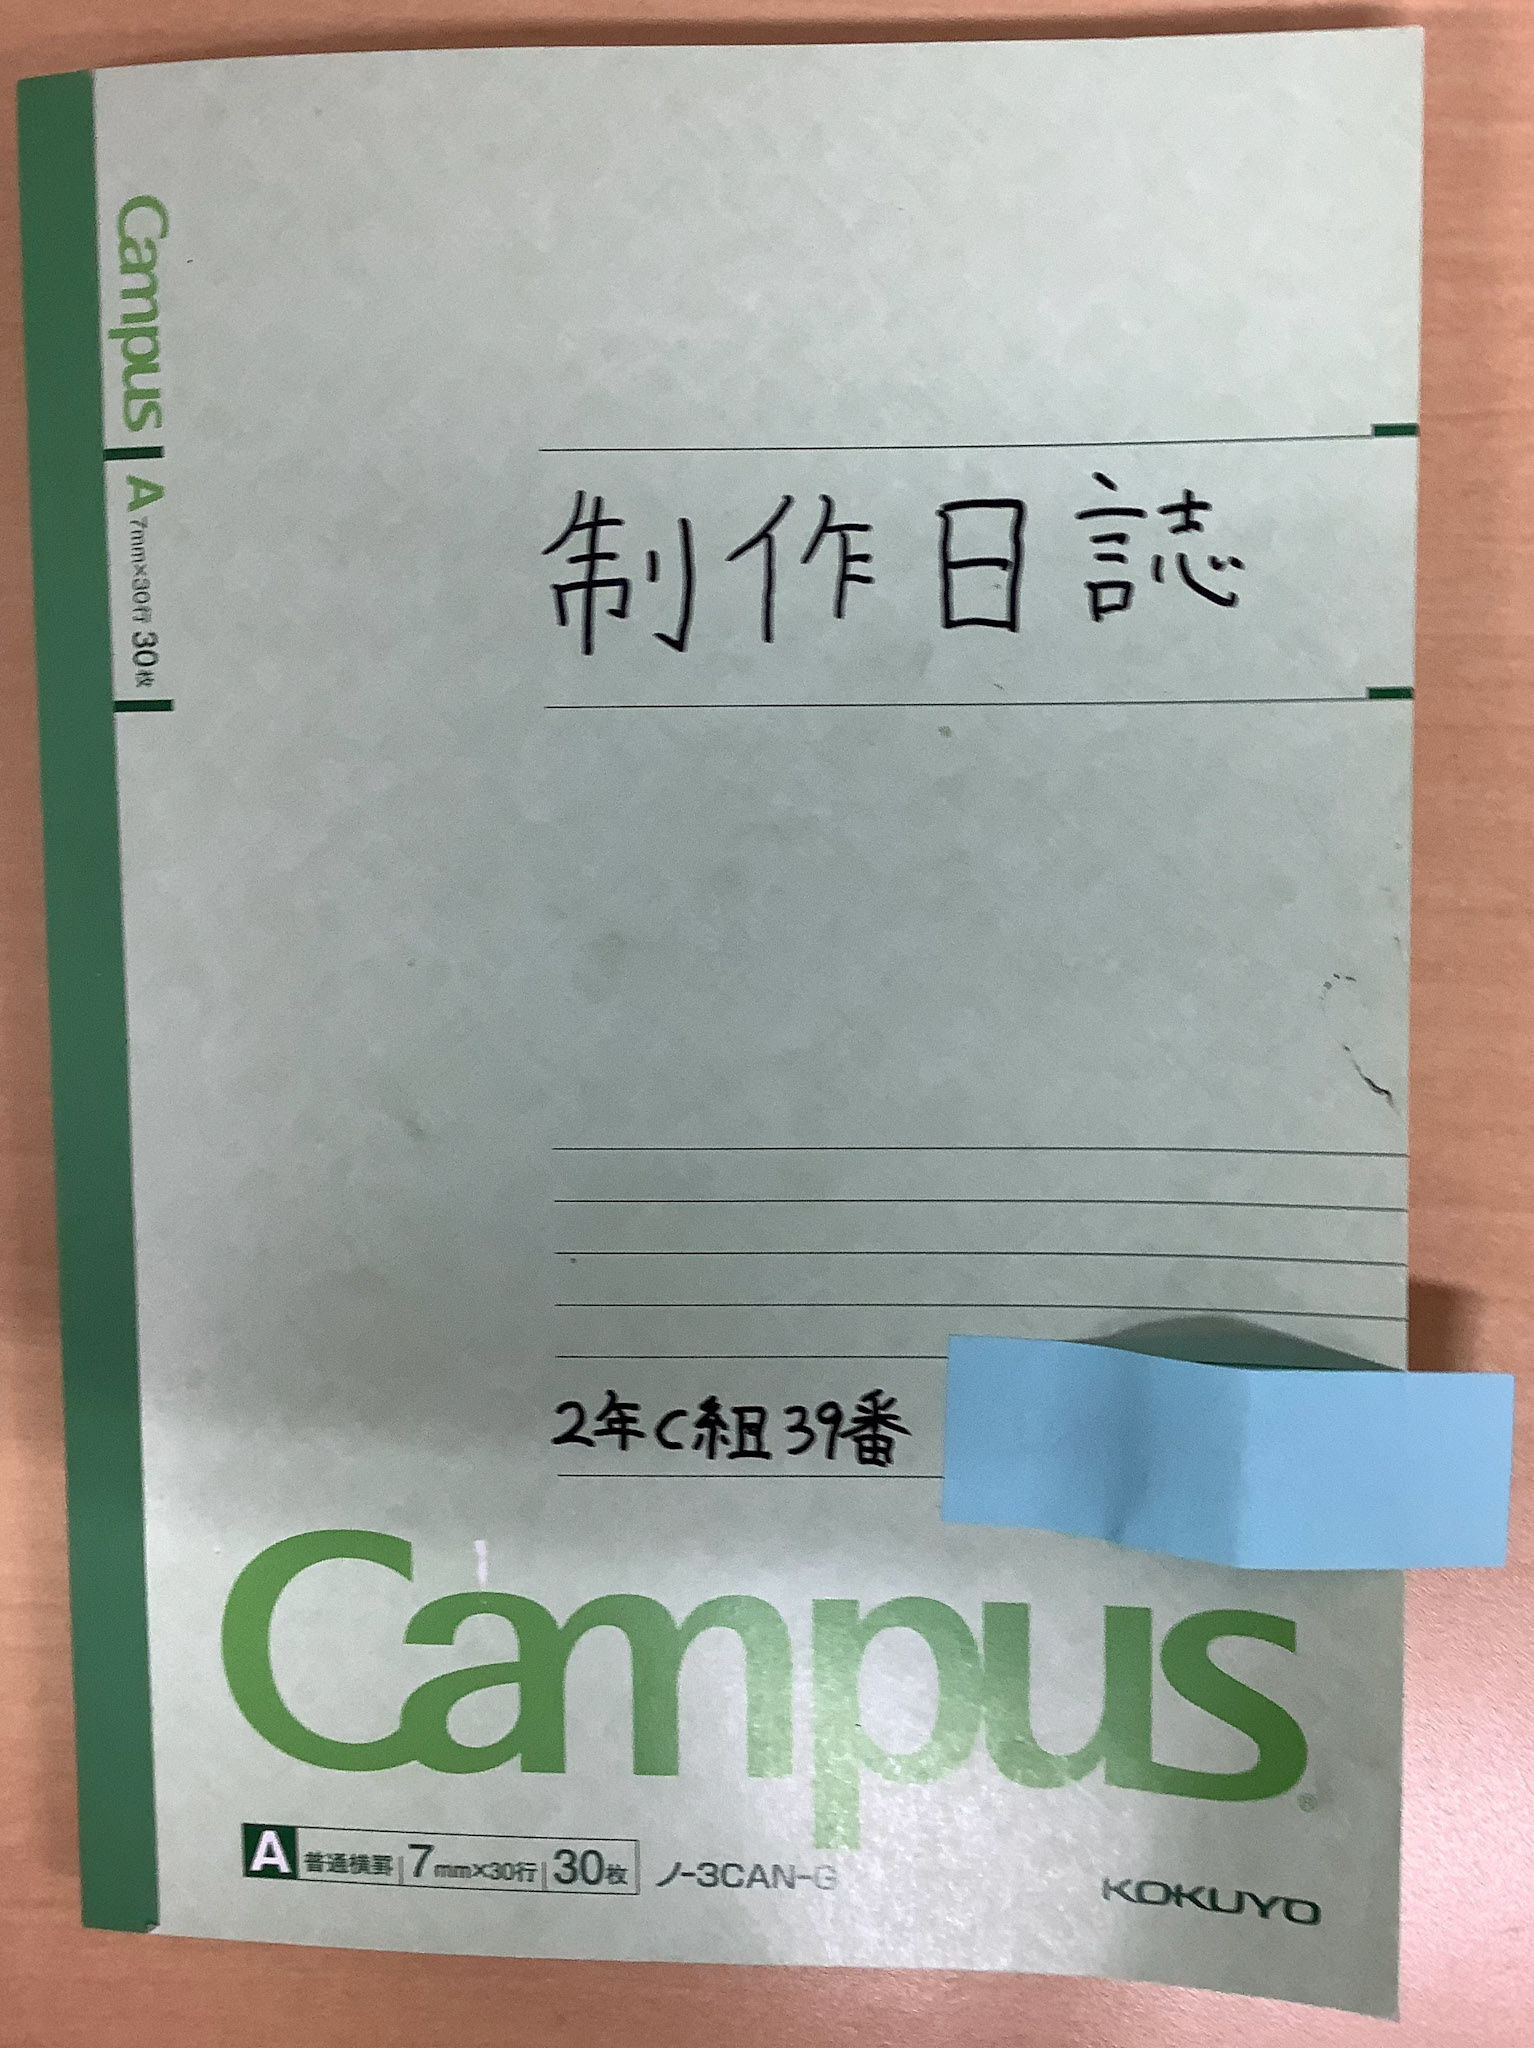 Campus A 7mm×30行 30枚
制作日誌
2年C組39番
Campus®
A 普通横罫 7mm×30行 30枚 ノ-3CAN-G
KOKUYO